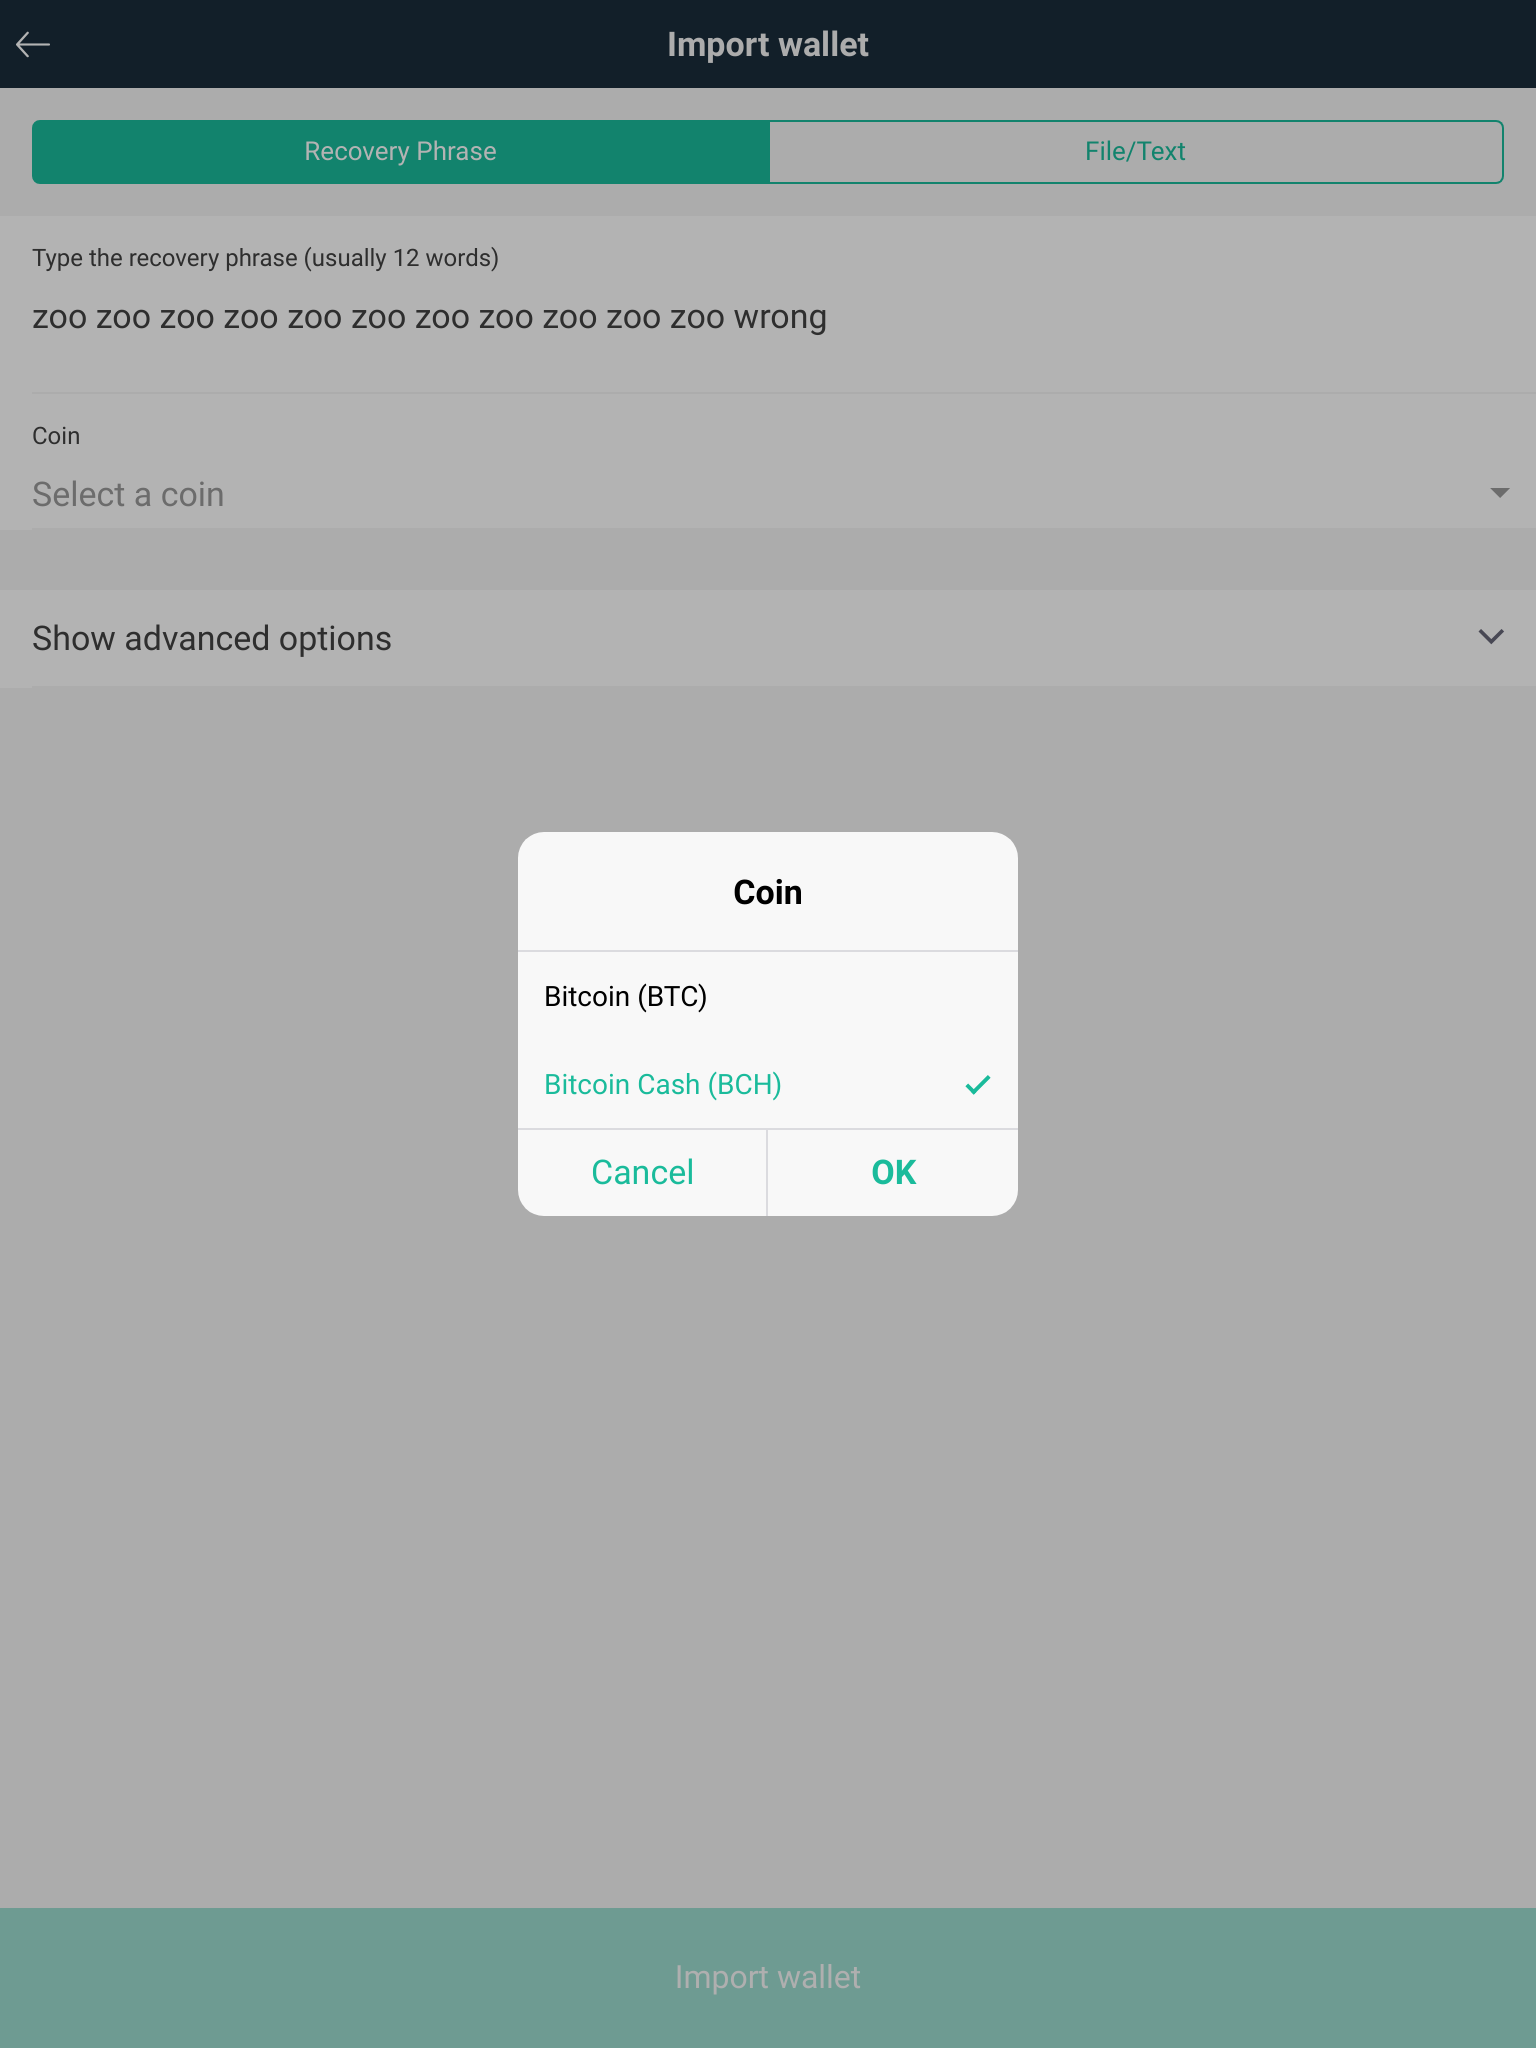 Import wallet
Recovery Phrase
File/Text
Type the recovery phrase (usually 12 words)
zoo zoo zoo zoo zoo zoo zoo zoo zoo zoo zoo wrong
Coin
Select a coin
Show advanced options
Coin
Bitcoin (BTC)
Bitcoin Cash (BCH)
Cancel
OK
Import wallet